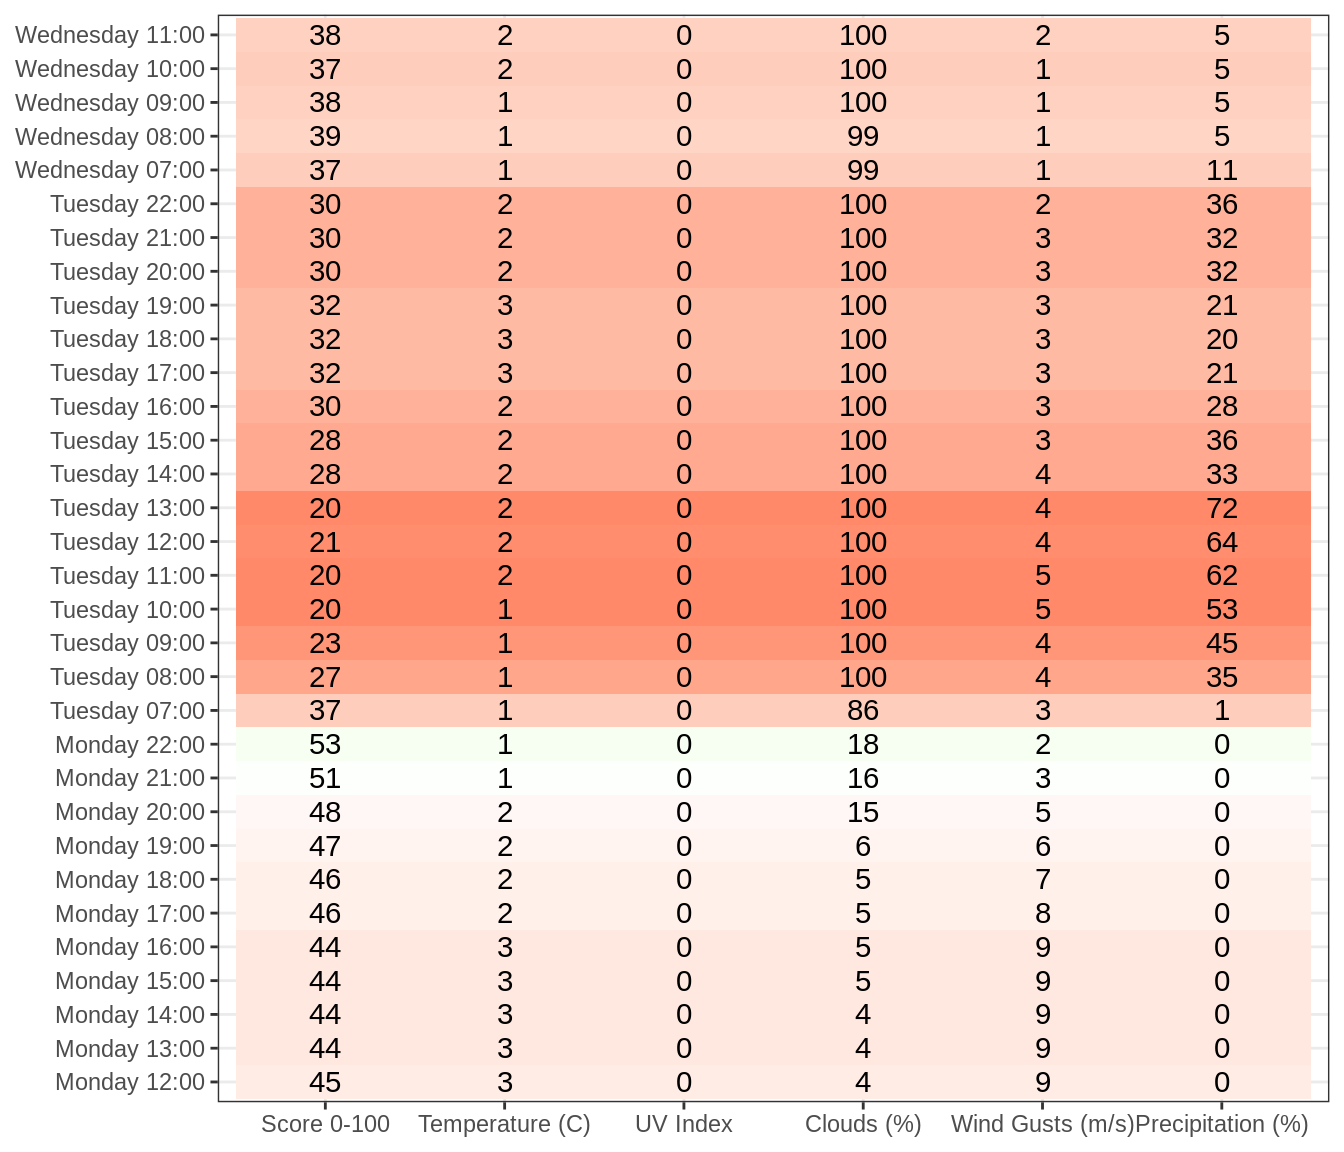 Wednesday 11:00 38 2 0 100 2 5
Wednesday 10:00 37 2 0 100 1 5
Wednesday 09:00 38 1 0 100 1 5
Wednesday 08:00 39 1 0 99 1 5
Wednesday 07:00 37 1 0 99 1 11
Tuesday 22:00 30 2 0 100 2 36
Tuesday 21:00 30 2 0 100 3 32
Tuesday 20:00 30 2 0 100 3 32
Tuesday 19:00 32 3 0 100 3 21
Tuesday 18:00 32 3 0 100 3 20
Tuesday 17:00 32 3 0 100 3 21
Tuesday 16:00 30 2 0 100 3 28
Tuesday 15:00 28 2 0 100 3 36
Tuesday 14:00 28 2 0 100 4 33
Tuesday 13:00 20 2 0 100 4 72
Tuesday 12:00 21 2 0 100 4 64
Tuesday 11:00 20 2 0 100 5 62
Tuesday 10:00 20 1 0 100 5 53
Tuesday 09:00 23 1 0 100 4 45
Tuesday 08:00 27 1 0 100 4 35
Tuesday 07:00 37 1 0 86 3 1
Monday 22:00 53 1 0 18 2 0
Monday 21:00 51 1 0 16 3 0
Monday 20:00 48 2 0 15 5 0
Monday 19:00 47 2 0 6 6 0
Monday 18:00 46 2 0 5 7 0
Monday 17:00 46 2 0 5 8 0
Monday 16:00 44 3 0 5 9 0
Monday 15:00 44 3 0 5 9 0
Monday 14:00 44 3 0 4 9 0
Monday 13:00 44 3 0 4 9 0
Monday 12:00 45 3 0 4 9 0
Score 0-100 Temperature (C) UV Index Clouds (%) Wind Gusts (m/s) Precipitation (%)